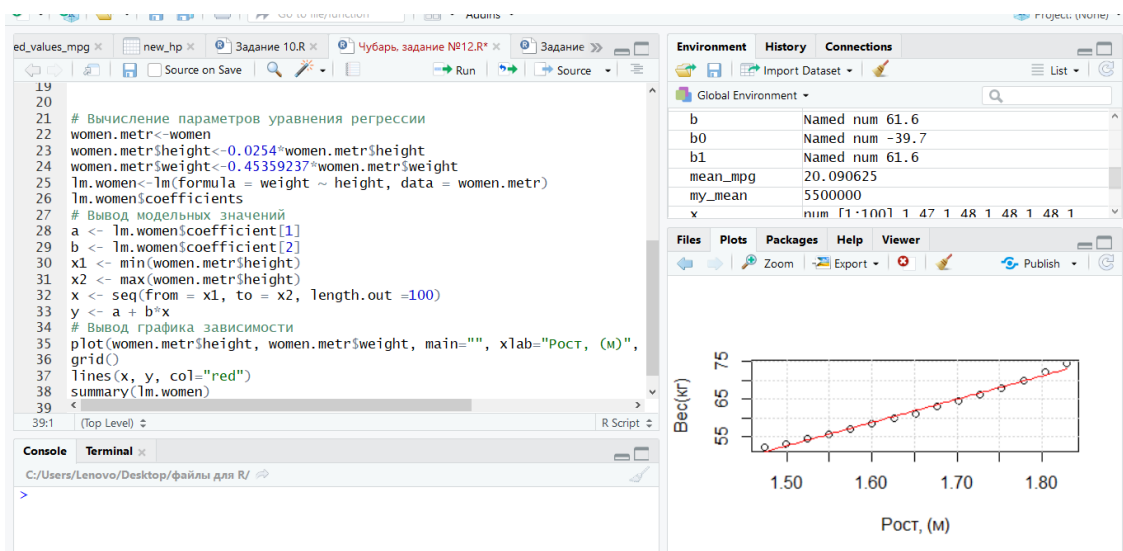 Go to file/function
Addins
Project: (None)
ed_values_mpg
new_hp
Задание 10.R
Чубарь. задание №12.R*
Задание
Source on Save
Run
Source
19
20
21 # Вычисление параметров уравнения регрессии
22 women.metr<-women
23 women.metr$height<-0.0254*women.metr$height
24 women.metr$weight<-0.45359237*women.metr$weight
25 lm.women<-lm(formula = weight ~ height, data = women.metr)
26 lm.women$coefficients
27 # Вывод модельных значений
28 a <- lm.women$coefficient[1]
29 b <- lm.women$coefficient[2]
30 x1 <- min(women.metr$height)
31 x2 <- max(women.metr$height)
32 x <- seq(from = x1, to = x2, length.out =100)
33 y <- a + b*x
34 # Вывод графика зависимости
35 plot(women.metr$height, women.metr$weight, main="", xlab="Рост, (м)",
36 grid()
37 lines(x, y, col="red")
38 summary(lm.women)
39
39:1 (Top Level) R Script
Console Terminal
C:/Users/Lenovo/Desktop/файлы для R/
>
Environment History Connections
Import Dataset
List
Global Environment
b Named num 61.6
b0 Named num -39.7
b1 Named num 61.6
mean_mpg 20.090625
my_mean 5500000
x num [1:100] 1.47 1.48 1.48 1.48 1
Files Plots Packages Help Viewer
Zoom Export Publish
75
65
55
Вес(кг)
1.50 1.60 1.70 1.80
Рост, (м)